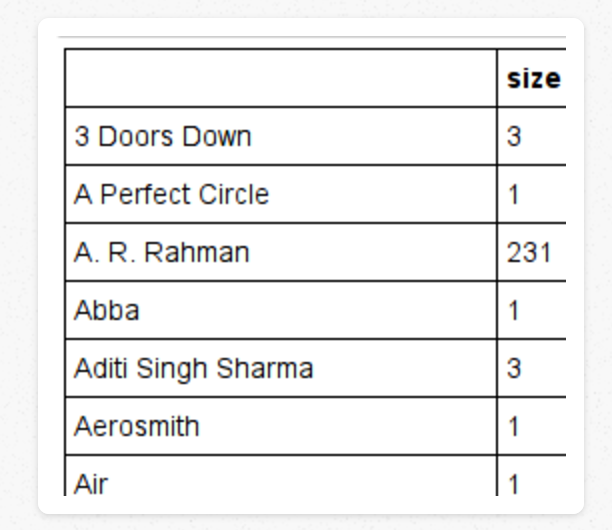 size
3 Doors Down 3
A Perfect Circle 1
A. R. Rahman 231
Abba 1
Aditi Singh Sharma 3
Aerosmith 1
Air 1